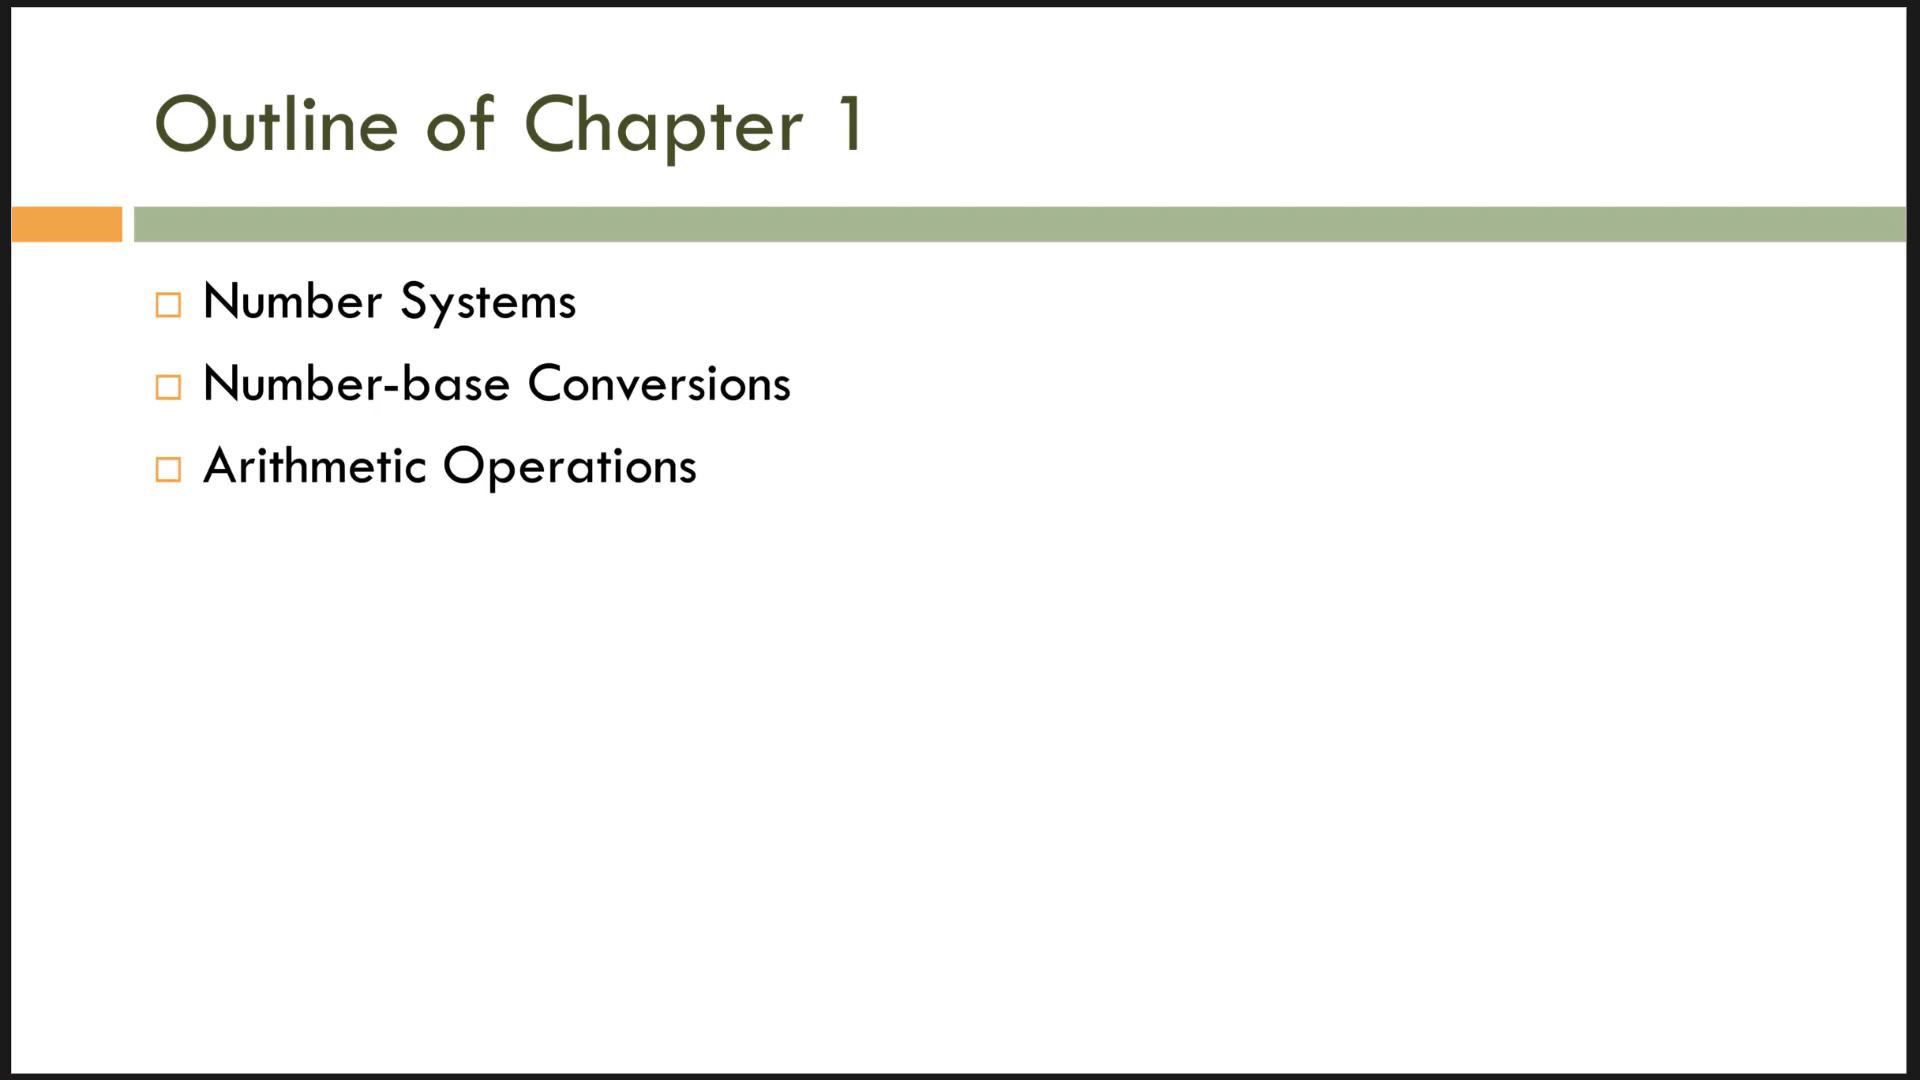 Outline of Chapter 1
Number Systems
Number-base Conversions
Arithmetic Operations